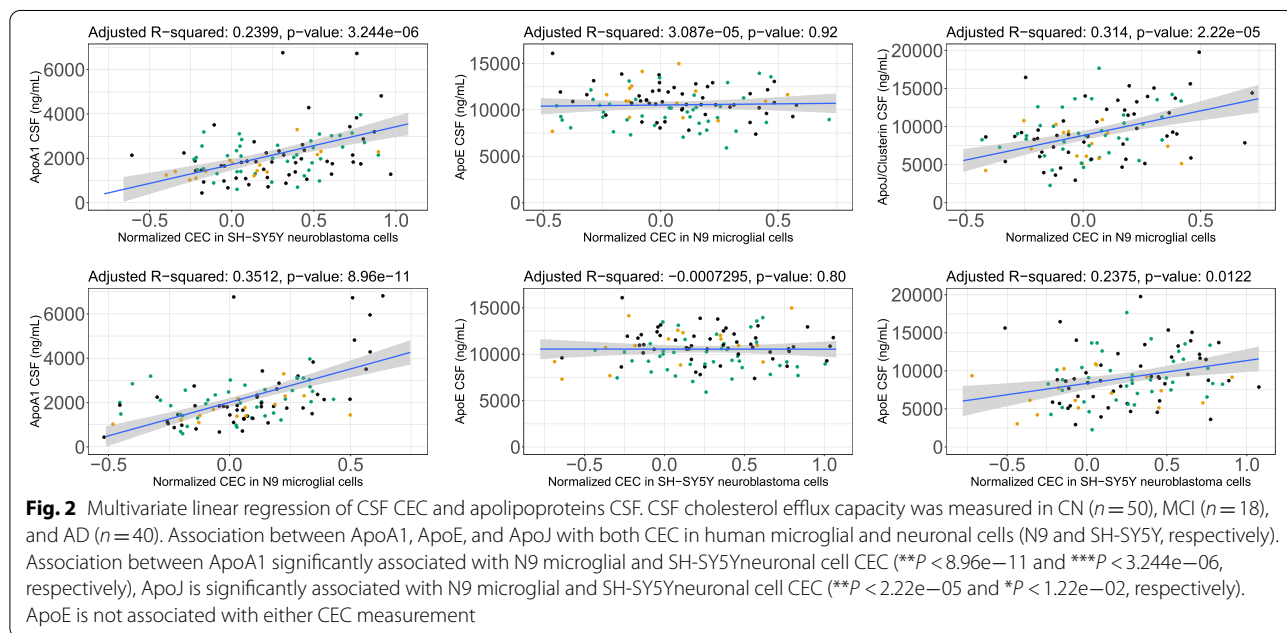 Adjusted R-squared: 0.2399, p-value: 3.244e-06
ApoA1 CSF (ng/mL)
6000
4000
2000
0
-0.5
0.0
0.5
1.0
Normalized CEC in SH-SY5Y neuroblastoma cells
Adjusted R-squared: 3.087e-05, p-value: 0.92
ApoE CSF (ng/mL)
15000
10000
5000
0
-0.5
0.0
0.5
Normalized CEC in N9 microglial cells
Adjusted R-squared: 0.314, p-value: 2.22e-05
ApoJ/Clusterin CSF (ng/mL)
20000
15000
10000
5000
0
-0.5
0.0
0.5
Normalized CEC in N9 microglial cells
Adjusted R-squared: 0.3512, p-value: 8.96e-11
ApoA1 CSF (ng/mL)
6000
4000
2000
0
-0.5
0.0
0.5
Normalized CEC in N9 microglial cells
Adjusted R-squared: -0.0007295, p-value: 0.80
ApoE CSF (ng/mL)
15000
10000
5000
0
-0.5
0.0
0.5
1.0
Normalized CEC in SH-SY5Y neuroblastoma cells
Adjusted R-squared: 0.2375, p-value: 0.0122
ApoE CSF (ng/mL)
20000
15000
10000
5000
0
-0.5
0.0
0.5
1.0
Normalized CEC in SH-SY5Y neuroblastoma cells
Fig. 2 Multivariate linear regression of CSF CEC and apolipoproteins CSF. CSF cholesterol efflux capacity was measured in CN (n = 50), MCI (n = 18),
and AD (n = 40). Association between ApoA1, ApoE, and ApoJ with both CEC in human microglial and neuronal cells (N9 and SH-SY5Y, respectively).
Association between ApoA1 significantly associated with N9 microglial and SH-SY5Yneuronal cell CEC (**P < 8.96e−11 and ***P < 3.244e−06,
respectively), ApoJ is significantly associated with N9 microglial and SH-SY5Yneuronal cell CEC (**P < 2.22e−05 and *P < 1.22e−02, respectively).
ApoE is not associated with either CEC measurement